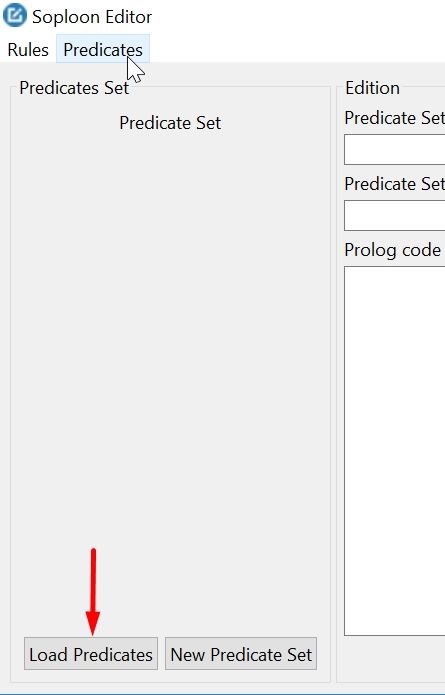 Soploon Editor
Rules Predicates
Predicates Set
Predicate Set
Load Predicates New Predicate Set
Edition
Predicate Set
Predicate Set
Prolog code